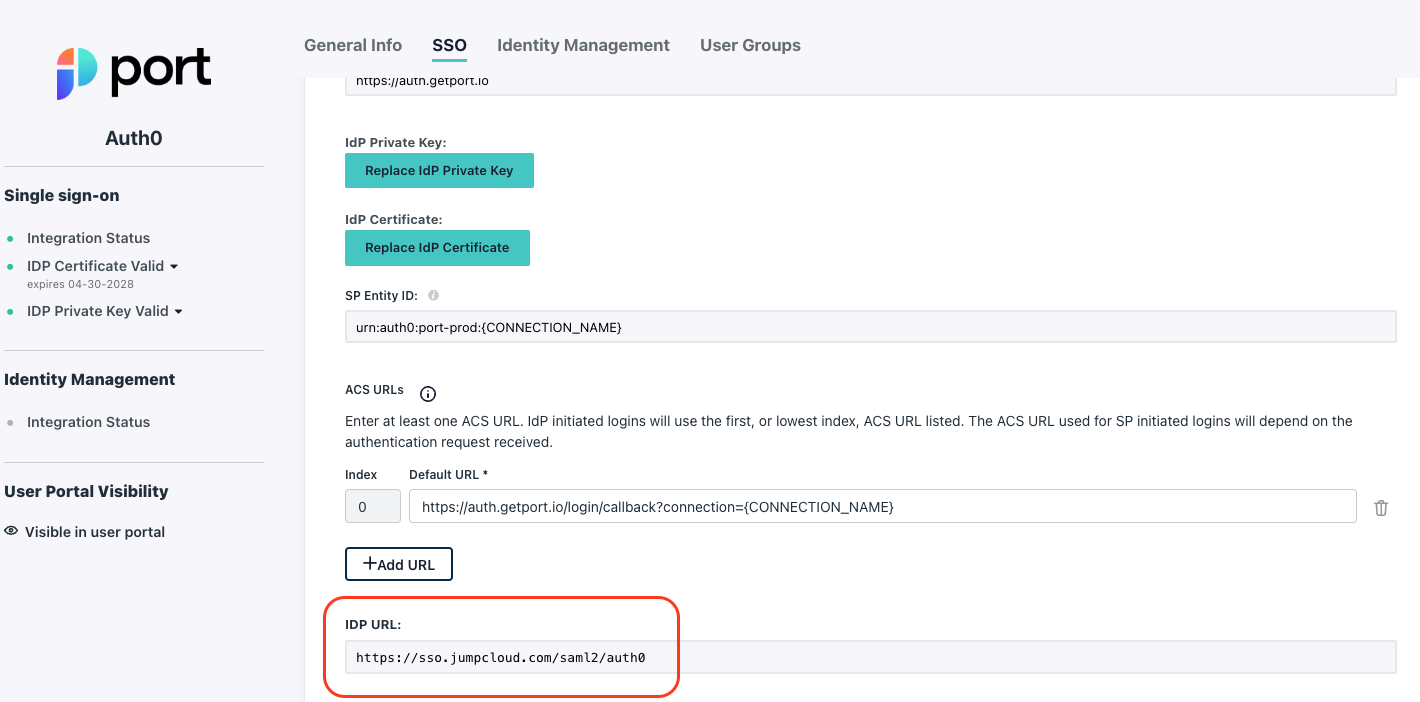 port
Auth0
Single sign-on
Integration Status
IDP Certificate Valid
expires 04-30-2028
IDP Private Key Valid
Identity Management
Integration Status
User Portal Visibility
Visible in user portal
General Info SSO Identity Management User Groups
https://auth.getport.io
IdP Private Key:
Replace IdP Private Key
IdP Certificate:
Replace IdP Certificate
SP Entity ID:
urn:auth0:port-prod:{CONNECTION_NAME}
ACS URLs
Enter at least one ACS URL. IdP initiated logins will use the first, or lowest index, ACS URL listed. The ACS URL used for SP initiated logins will depend on the
authentication request received.
Index Default URL *
0 https://auth.getport.io/login/callback?connection={CONNECTION_NAME}
+Add URL
IDP URL:
https://sso.jumpcloud.com/saml2/auth0